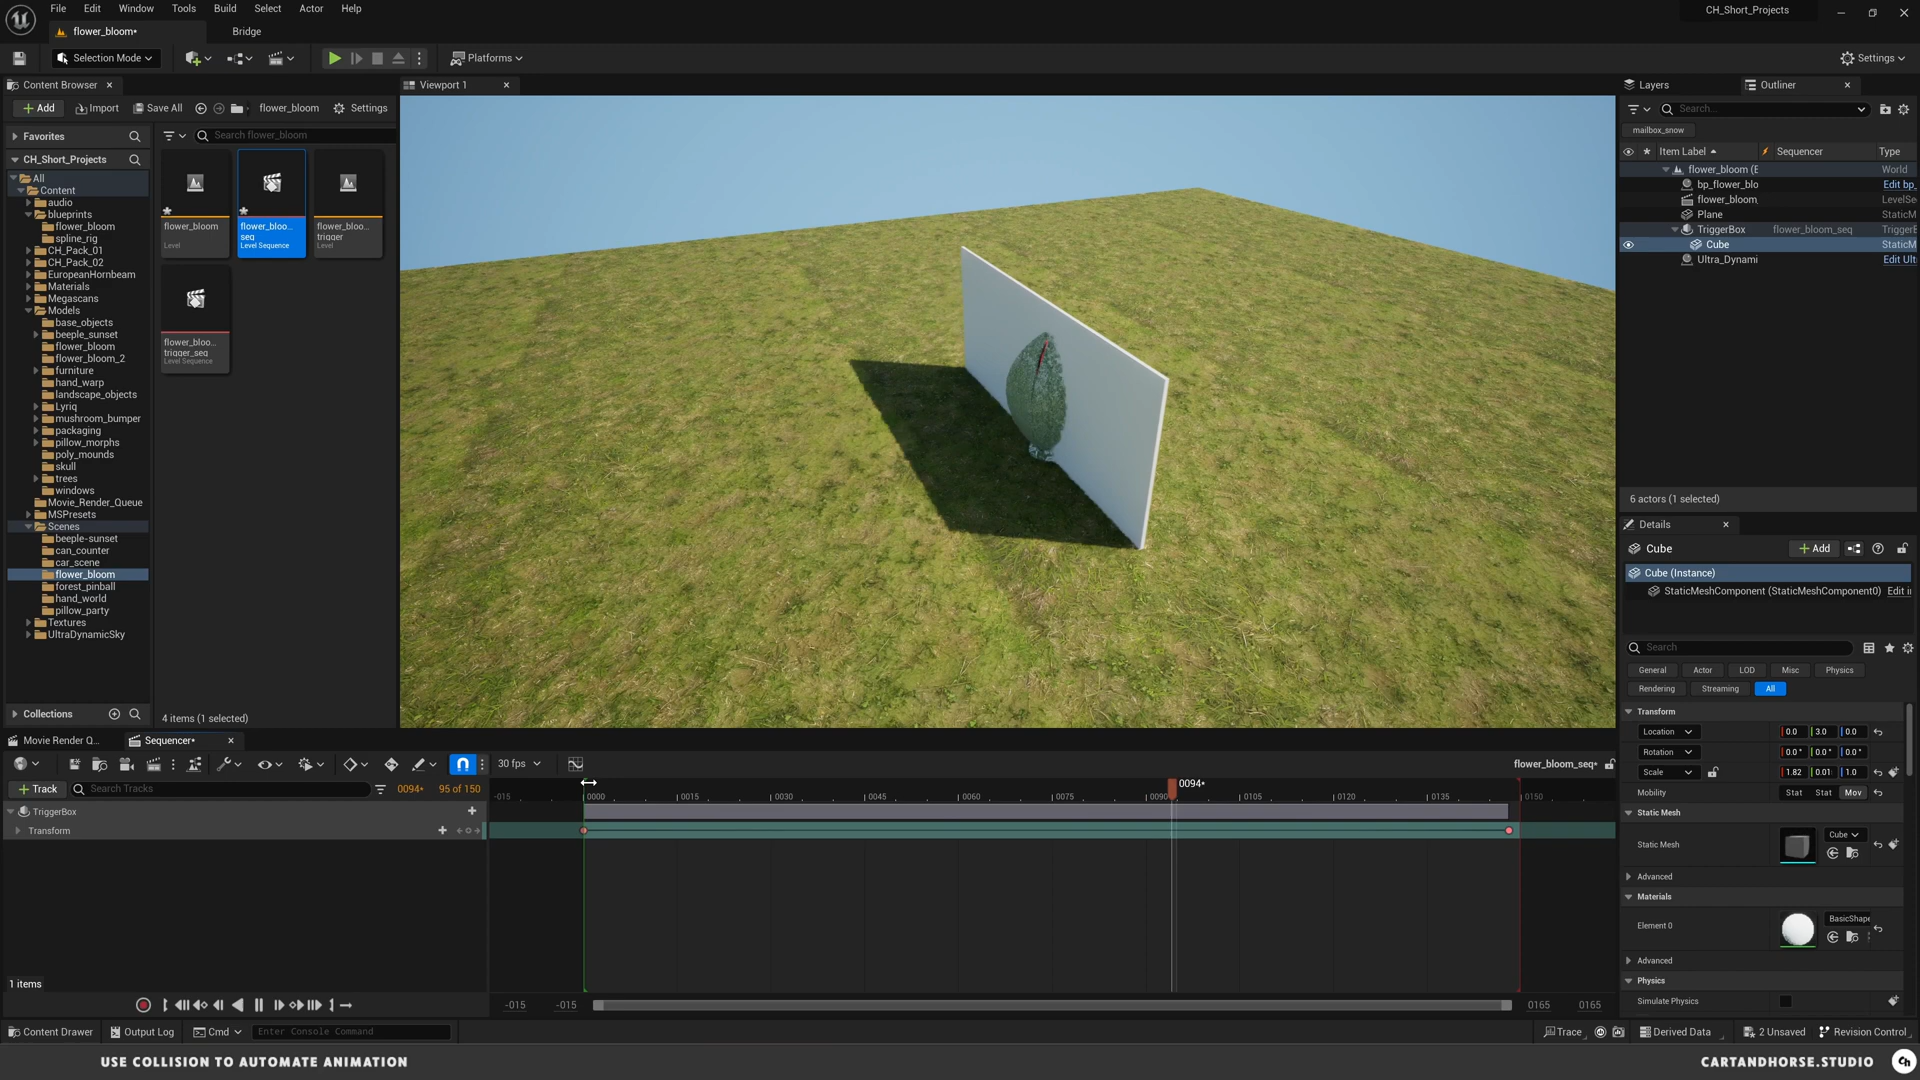 File Edit Window Tools Build Select Actor Help
CH_Short_Projects
flower_bloom•
Bridge
Selection Mode
Platforms
Settings
Content Browser
Add Import Save All flower_bloom Settings
Favorites
Search flower_bloom
CH_Short_Projects
All
Content
audio
blueprints
flower_bloom
spline_rig
CH_Pack_01
CH_Pack_02
EuropeanHornbeam
Materials
Megascans
Models
base_objects
beeple_sunset
flower_bloom
flower_bloom_2
furniture
hand_warp
landscape_objects
Lyriq
mushroom_bumper
packaging
pillow_morphs
poly_mounds
skull
trees
windows
Movie_Render_Queue
MSPresets
Scenes
beeple-sunset
can_counter
car_scene
flower_bloom
forest_pinball
hand_world
pillow_party
Textures
UltraDynamicSky
Collections
flower_bloom
Level
flower_bloo...
seq
Level Sequence
flower_bloo...
trigger
Level
flower_bloo...
trigger_seq
Level Sequence
4 items (1 selected)
Viewport 1
Layers
Outliner
Search...
mailbox_snow
Item Label Sequencer Type
flower_bloom (E World
bp_flower_blo Edit bp_
flower_bloom_ LevelSe
Plane StaticM
TriggerBox flower_bloom_seq TriggerE
Cube StaticM
Ultra_Dynami Edit Ult
6 actors (1 selected)
Details
Cube Add
Cube (Instance)
StaticMeshComponent (StaticMeshComponent0) Edit in
Search
General Actor LOD Misc Physics
Rendering Streaming All
Transform
Location 0.0 3.0 0.0
Rotation 0.0° 0.0° 0.0°
Scale 1.82 0.01 1.0
Mobility Stat Stat Mov
Static Mesh
Static Mesh Cube
Advanced
Materials
Element 0 BasicShape
Advanced
Physics
Simulate Physics
Movie Render Q...
Sequencer•
30 fps
flower_bloom_seq•
Track Search Tracks 0094• 95 of 150
0094•
-015 0000 0015 0030 0045 0060 0075 0090 0105 0120 0135 0150
TriggerBox
Transform
1 items
-015 -015 0165 0165
Content Drawer Output Log Cmd Enter Console Command
Trace Derived Data 2 Unsaved Revision Control
USE COLLISION TO AUTOMATE ANIMATION
CARTANDHORSE.STUDIO